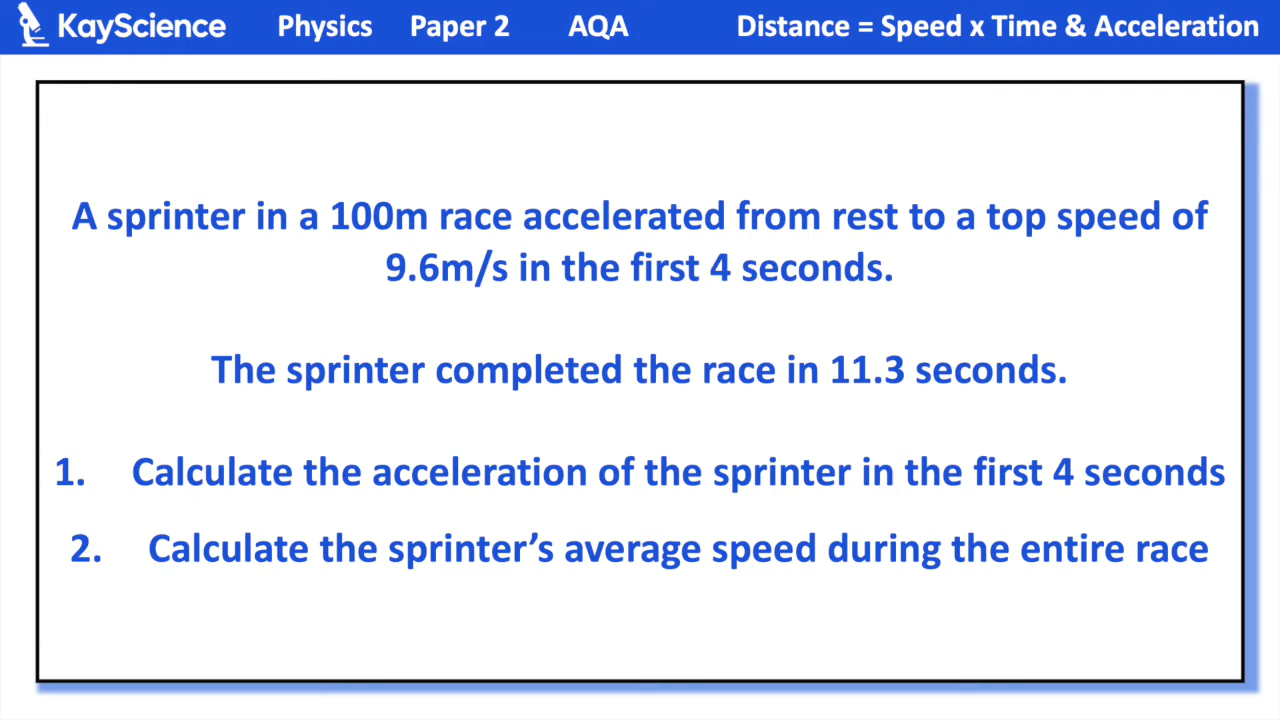 KayScience Physics Paper 2 AQA Distance = Speed x Time & Acceleration
A sprinter in a 100m race accelerated from rest to a top speed of
9.6m/s in the first 4 seconds.
The sprinter completed the race in 11.3 seconds.
1. Calculate the acceleration of the sprinter in the first 4 seconds
2. Calculate the sprinter’s average speed during the entire race